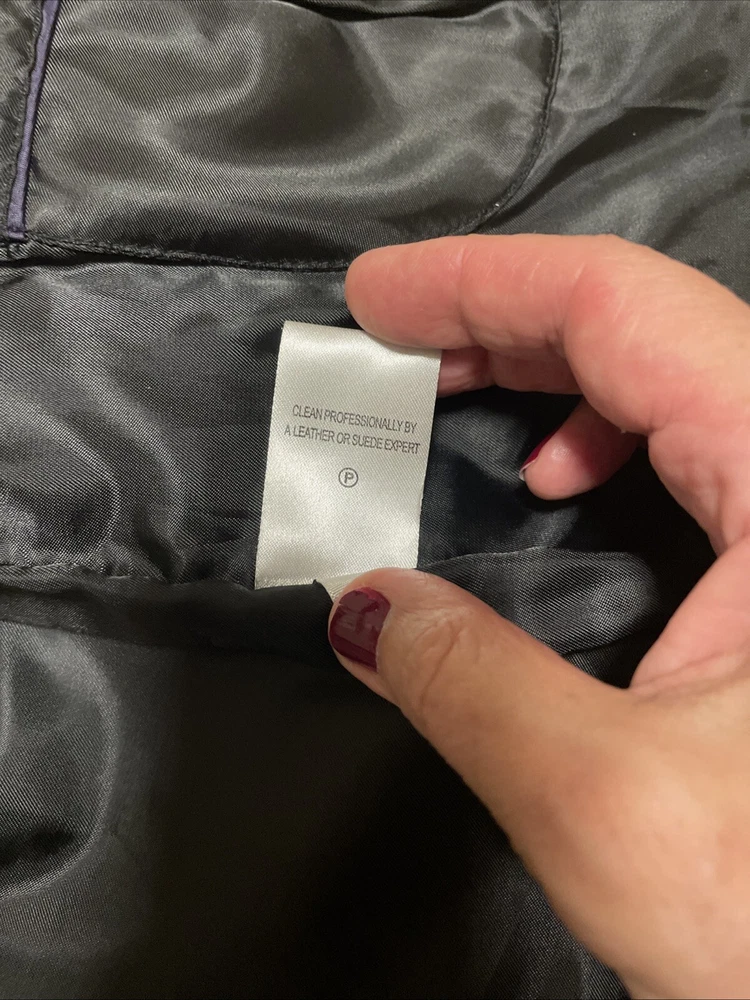 CLEAN PROFESSIONALLY BY
A LEATHER OR SUEDE EXPERT
P